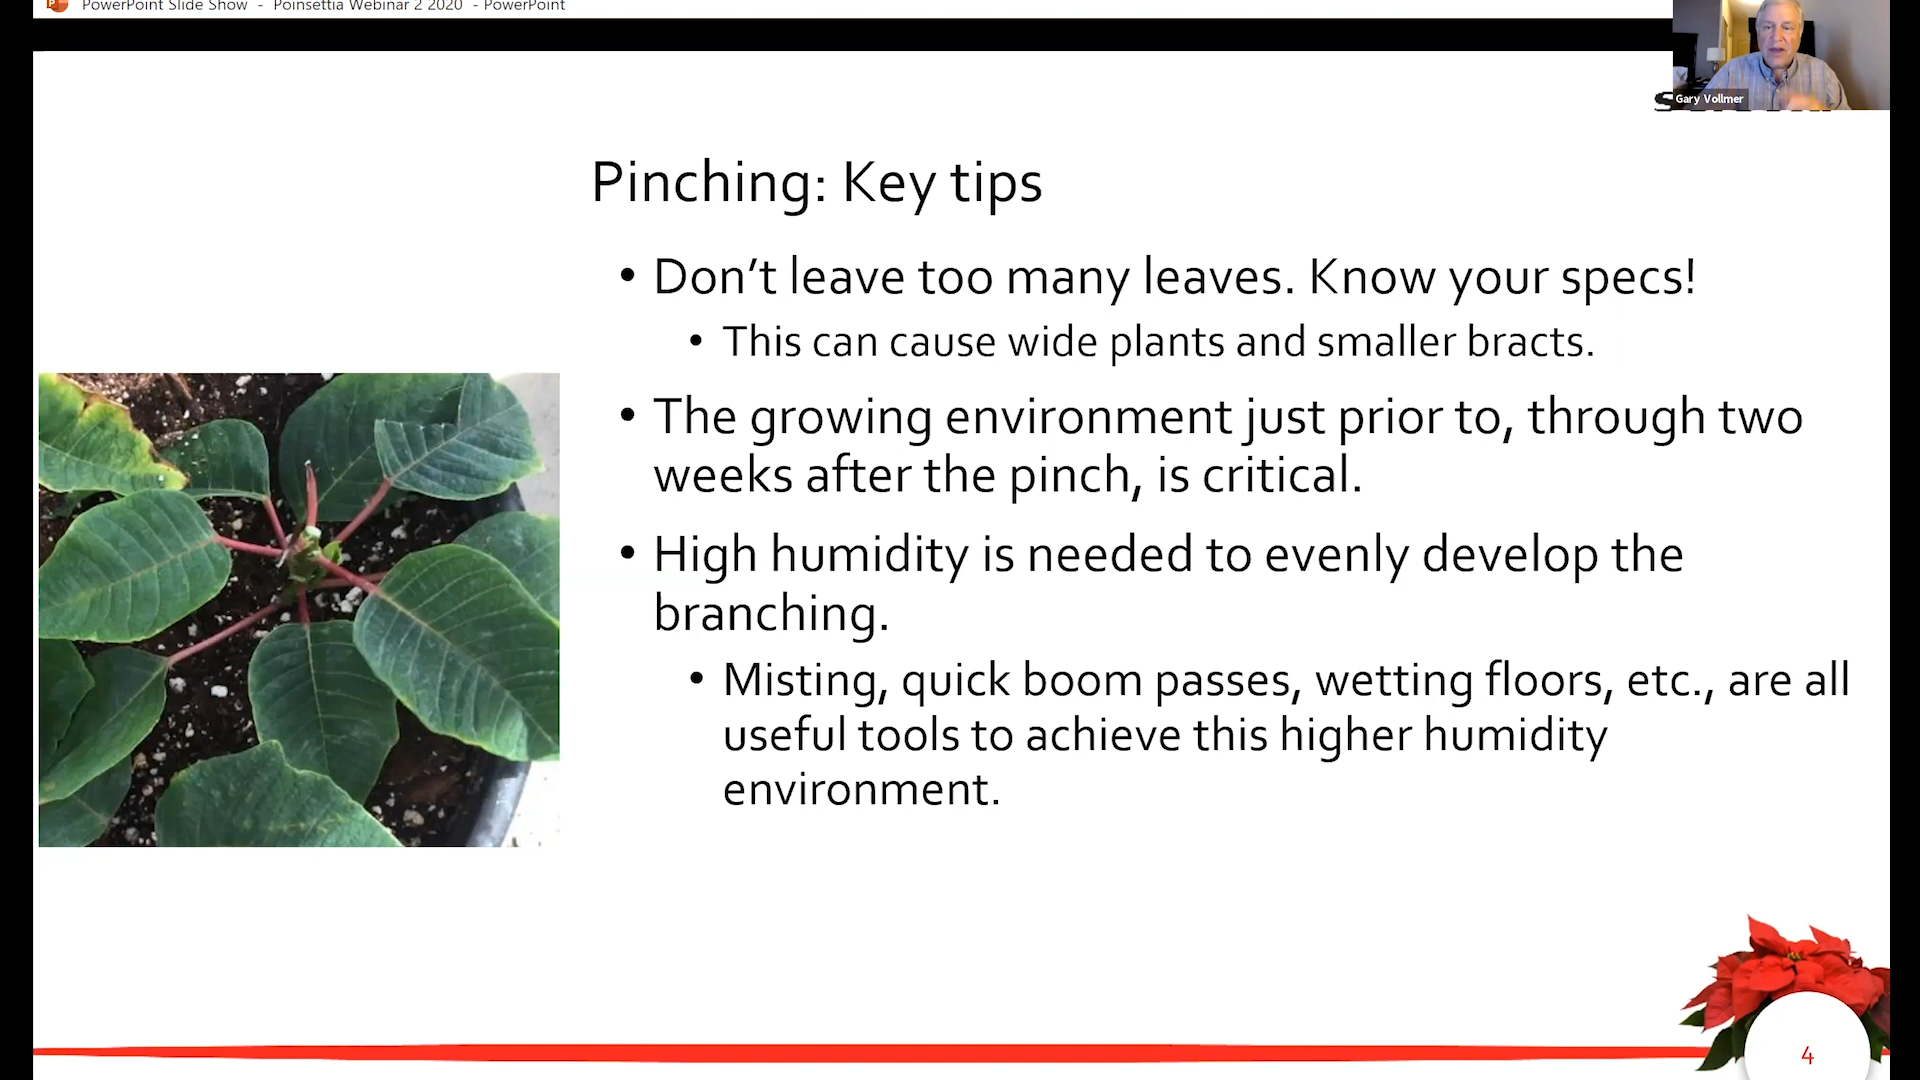 PowerPoint Slide Show - Poinsettia Webinar 2 2020 - PowerPoint
Gary Vollmer
Pinching: Key tips
• Don’t leave too many leaves. Know your specs!
• This can cause wide plants and smaller bracts.
• The growing environment just prior to, through two
weeks after the pinch, is critical.
• High humidity is needed to evenly develop the
branching.
• Misting, quick boom passes, wetting floors, etc., are all
useful tools to achieve this higher humidity
environment.
4